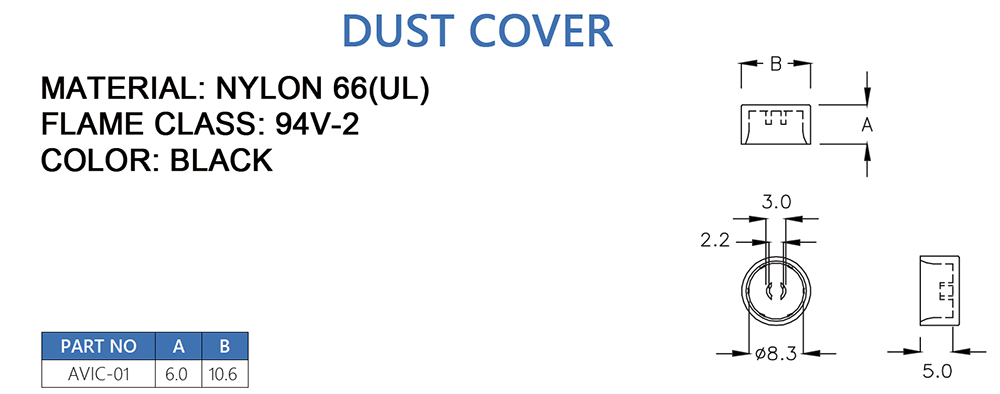 DUST COVER
MATERIAL: NYLON 66(UL)
FLAME CLASS: 94V-2
COLOR: BLACK
B
A
3.0
2.2
ø8.3
5.0
PART NO A B
AVIC-01 6.0 10.6